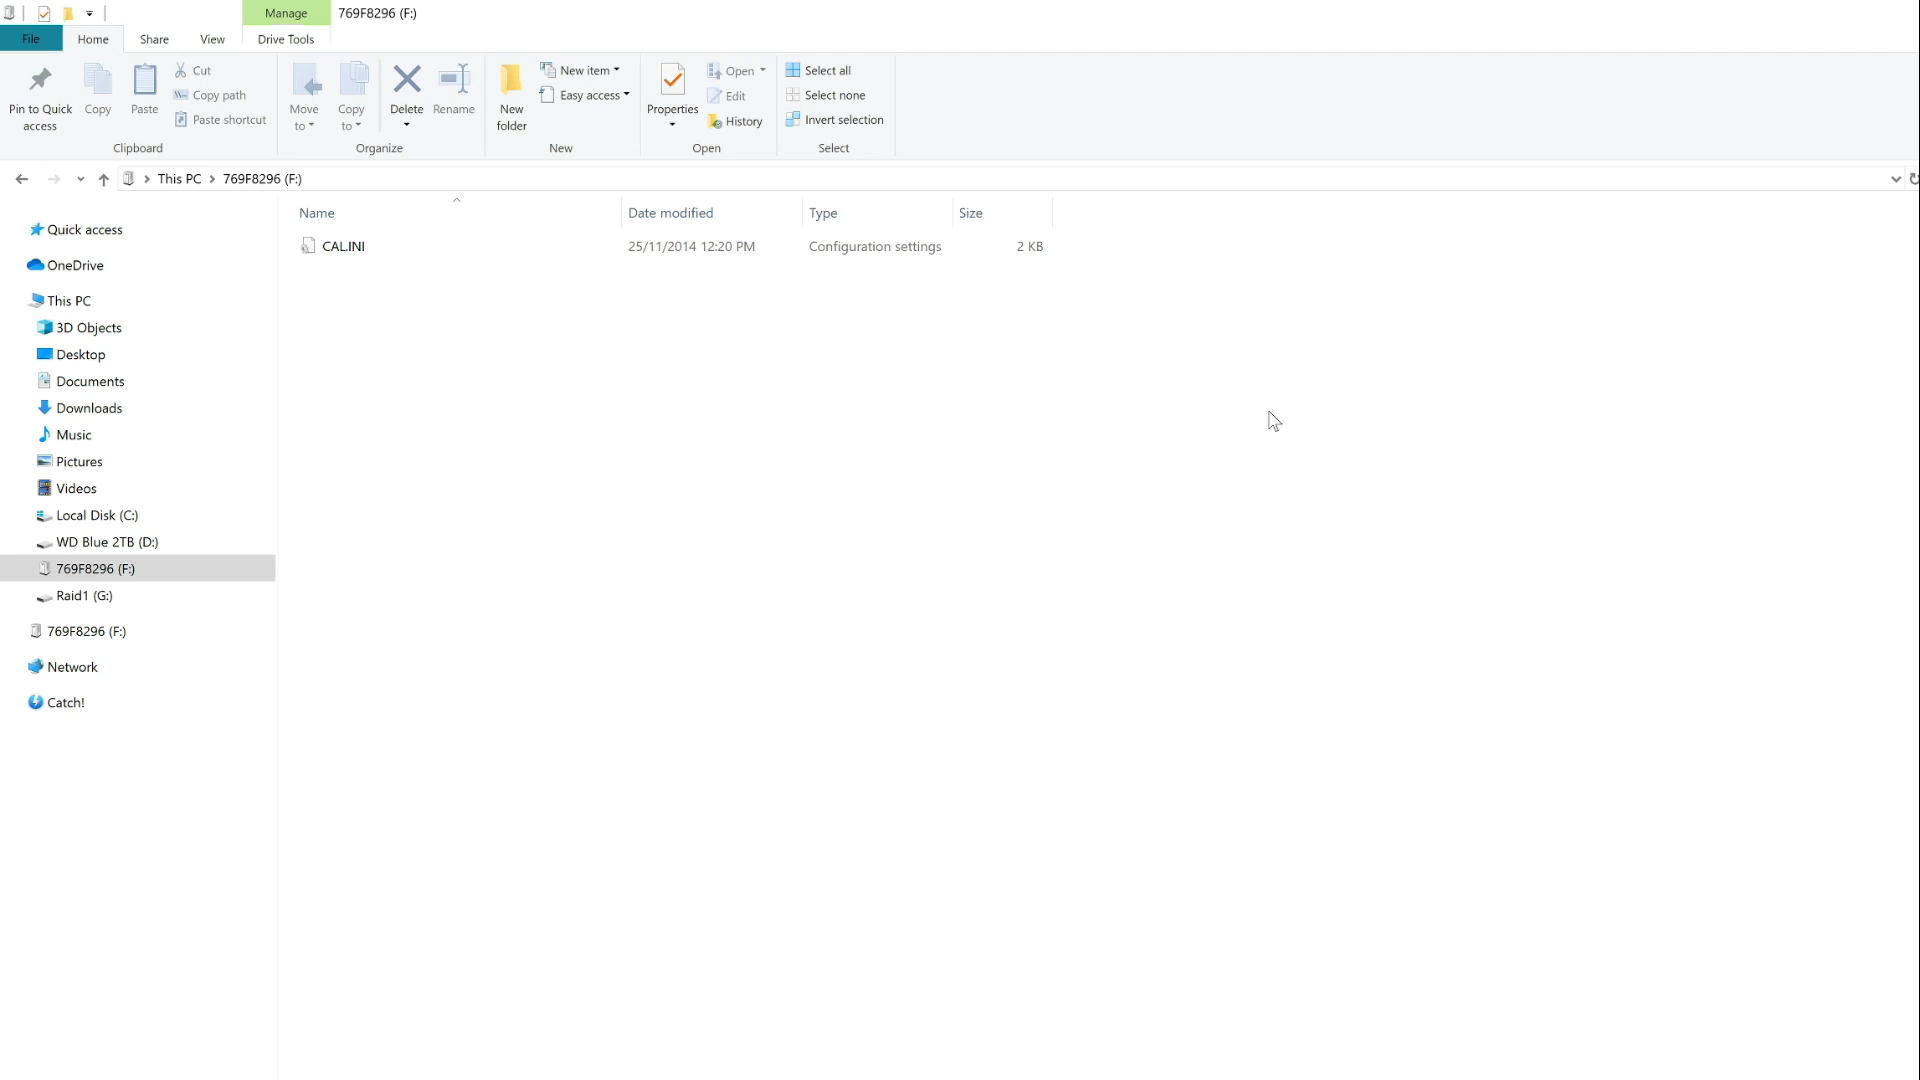 Manage
769F8296 (F:)
File
Home
Share
View
Drive Tools
Pin to Quick access
Copy
Paste
Cut
Copy path
Paste shortcut
Clipboard
Move to
Copy to
Delete
Rename
Organize
New folder
New item
Easy access
New
Properties
Open
Edit
History
Open
Select all
Select none
Invert selection
Select
This PC
769F8296 (F:)
Name
Date modified
Type
Size
CAL.INI
25/11/2014 12:20 PM
Configuration settings
2 KB
Quick access
OneDrive
This PC
3D Objects
Desktop
Documents
Downloads
Music
Pictures
Videos
Local Disk (C:)
WD Blue 2TB (D:)
769F8296 (F:)
Raid1 (G:)
769F8296 (F:)
Network
Catch!